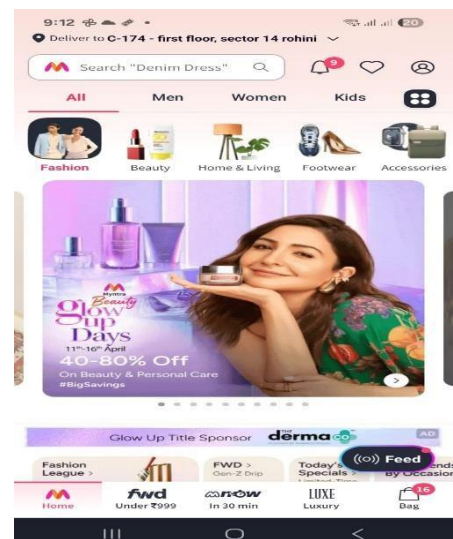 9:12
20
Deliver to C-174 - first floor, sector 14 rohini
Search "Denim Dress"
9
All Men Women Kids
Fashion Beauty Home & Living Footwear Accessories
Myntra
Beauty
glow
up
Days
11th-16th April
40-80% Off
On Beauty & Personal Care
#BigSavings
Glow Up Title Sponsor THE derma co AD
Fashion League > FWD > Gen-Z Drip Today's Specials > Limited-Time By Occasion
((o)) Feed
fwd now LUXE 16
Home Under ₹999 In 30 min Luxury Bag